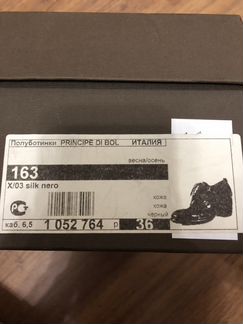 Полуботинки PRINCIPE DI BOL ИТАЛИЯ
весна/осень
163
X/03 silk nero
кожа
кожа
черный
каб. 6,5 1 052 764 р 36